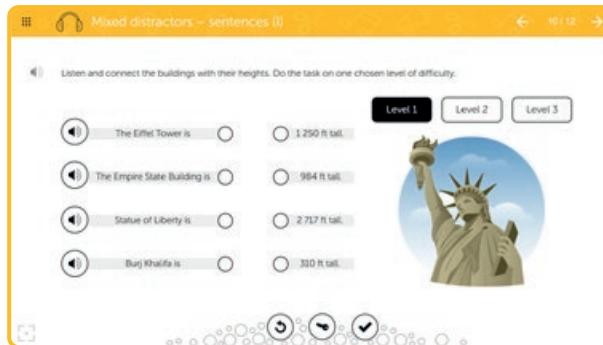 Mixed distractors – sentences (I)
10 / 12
Listen and connect the buildings with their heights. Do the task on one chosen level of difficulty.
Level 1
Level 2
Level 3
The Eiffel Tower is
1 250 ft tall.
The Empire State Building is
984 ft tall.
Statue of Liberty is
2 717 ft tall.
Burj Khalifa is
310 ft tall.